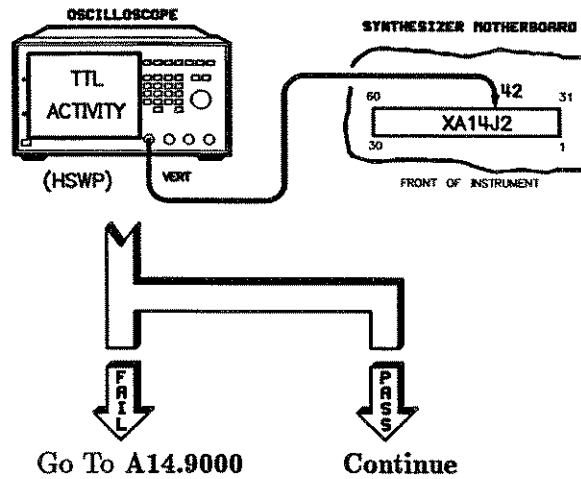 OSCILLOSCOPE
SYNTHESIZER MOTHERBOARD
TTL
ACTIVITY
42
60
31
XA14J2
30
1
(HSWP)
VERT
FRONT OF INSTRUMENT
FAIL
PASS
Go To A14.9000
Continue